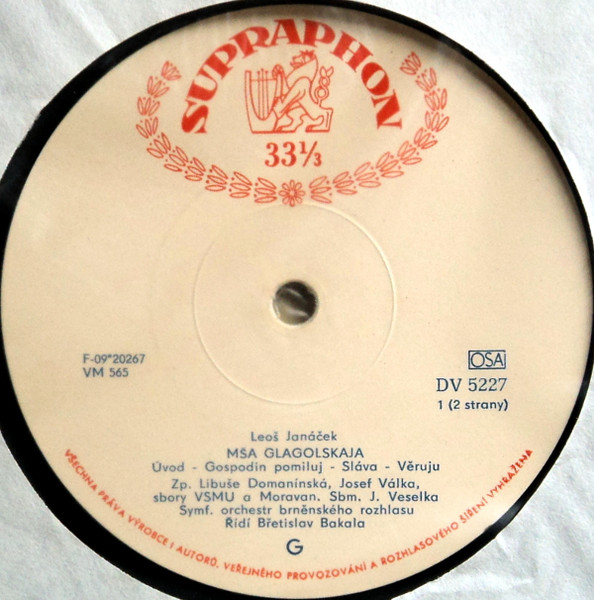 SUPRAPHON
33⅓
F-09*20267
VM 565
OSA
DV 5227
1 (2 strany)
Leoš Janáček
MŠA GLAGOLSKAJA
Úvod - Gospodin pomiluj - Sláva - Věruju
Zp. Libuše Domanínská, Josef Válka,
sbory VSMU a Moravan. Sbm. J. Veselka
Symf. orchestr brněnského rozhlasu
Řídí Břetislav Bakala
G
VŠECHNA PRÁVA VÝROBCE I AUTORŮ, VEŘEJNÉHO PROVOZOVÁNÍ A ROZHLASOVÉHO ŠÍŘENÍ VYHRAŽENA